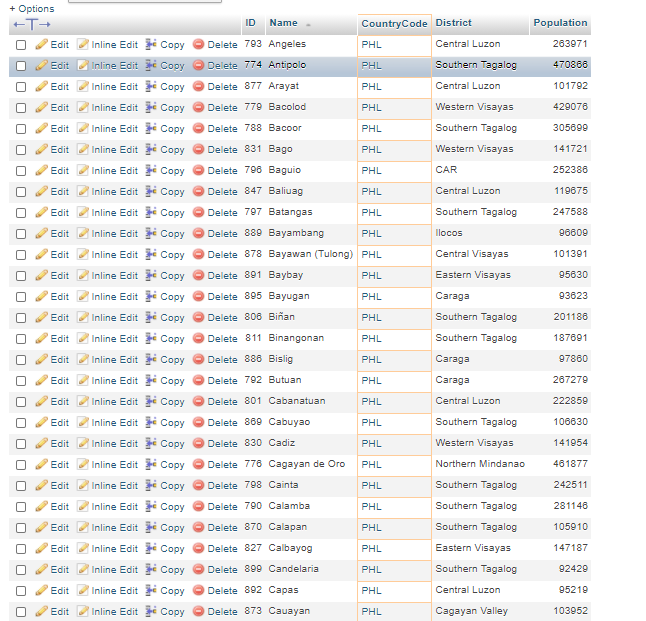 + Options
←T→ ID Name CountryCode District Population
Edit Inline Edit Copy Delete 793 Angeles PHL Central Luzon 263971
Edit Inline Edit Copy Delete 774 Antipolo PHL Southern Tagalog 470866
Edit Inline Edit Copy Delete 877 Arayat PHL Central Luzon 101792
Edit Inline Edit Copy Delete 779 Bacolod PHL Western Visayas 429076
Edit Inline Edit Copy Delete 788 Bacoor PHL Southern Tagalog 305699
Edit Inline Edit Copy Delete 831 Bago PHL Western Visayas 141721
Edit Inline Edit Copy Delete 796 Baguio PHL CAR 252386
Edit Inline Edit Copy Delete 847 Baliuag PHL Central Luzon 119675
Edit Inline Edit Copy Delete 797 Batangas PHL Southern Tagalog 247588
Edit Inline Edit Copy Delete 889 Bayambang PHL Ilocos 96609
Edit Inline Edit Copy Delete 878 Bayawan (Tulong) PHL Central Visayas 101391
Edit Inline Edit Copy Delete 891 Baybay PHL Eastern Visayas 95630
Edit Inline Edit Copy Delete 895 Bayugan PHL Caraga 93623
Edit Inline Edit Copy Delete 806 Biñan PHL Southern Tagalog 201186
Edit Inline Edit Copy Delete 811 Binangonan PHL Southern Tagalog 187691
Edit Inline Edit Copy Delete 886 Bislig PHL Caraga 97860
Edit Inline Edit Copy Delete 792 Butuan PHL Caraga 267279
Edit Inline Edit Copy Delete 801 Cabanatuan PHL Central Luzon 222859
Edit Inline Edit Copy Delete 869 Cabuyao PHL Southern Tagalog 106630
Edit Inline Edit Copy Delete 830 Cadiz PHL Western Visayas 141954
Edit Inline Edit Copy Delete 776 Cagayan de Oro PHL Northern Mindanao 461877
Edit Inline Edit Copy Delete 798 Cainta PHL Southern Tagalog 242511
Edit Inline Edit Copy Delete 790 Calamba PHL Southern Tagalog 281146
Edit Inline Edit Copy Delete 870 Calapan PHL Southern Tagalog 105910
Edit Inline Edit Copy Delete 827 Calbayog PHL Eastern Visayas 147187
Edit Inline Edit Copy Delete 899 Candelaria PHL Southern Tagalog 92429
Edit Inline Edit Copy Delete 892 Capas PHL Central Luzon 95219
Edit Inline Edit Copy Delete 873 Cauayan PHL Cagayan Valley 103952